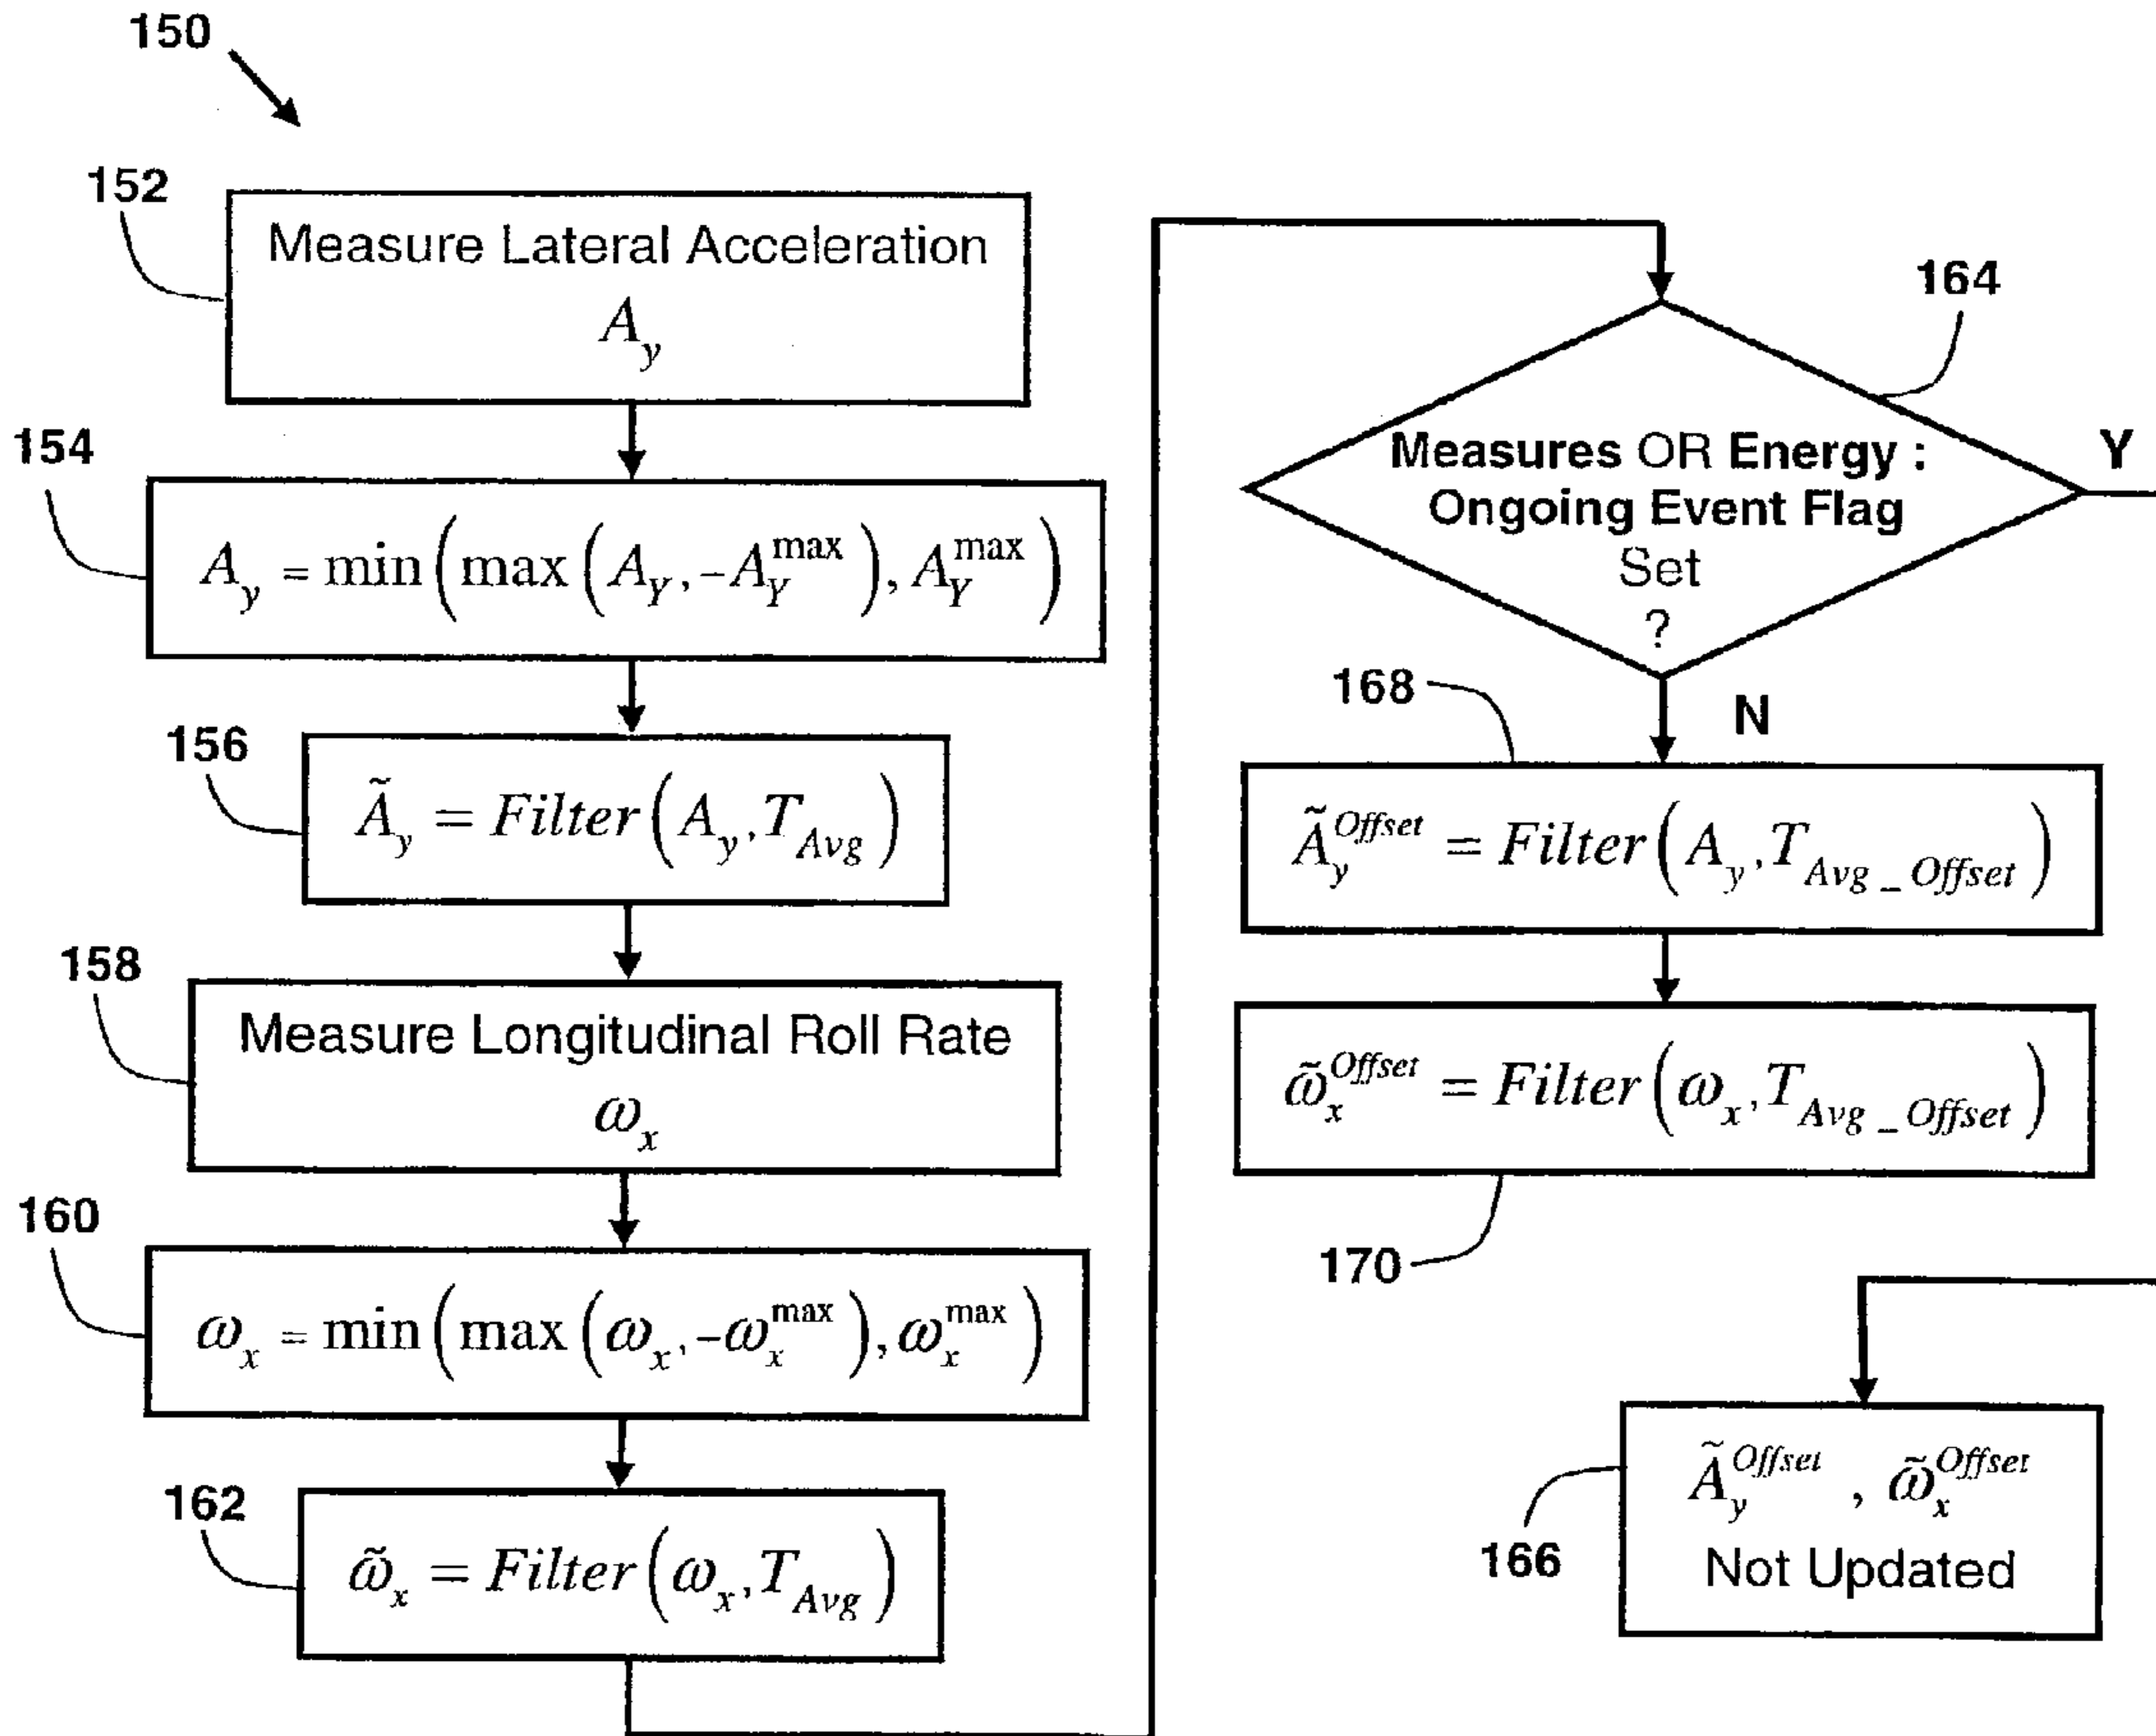 150
152
Measure Lateral Acceleration
A_y
154
A_y = min(max(A_Y, -A_Y^max), A_Y^max)
156
Ã_y = Filter(A_y, T_Avg)
158
Measure Longitudinal Roll Rate
ω_x
160
ω_x = min(max(ω_x, -ω_x^max), ω_x^max)
162
ω̃_x = Filter(ω_x, T_Avg)
164
Measures OR Energy :
Ongoing Event Flag
Set
?
Y
N
168
Ã_y^Offset = Filter(A_y, T_Avg_Offset)
ω̃_x^Offset = Filter(ω_x, T_Avg_Offset)
170
166
Ã_y^Offset , ω̃_x^Offset
Not Updated